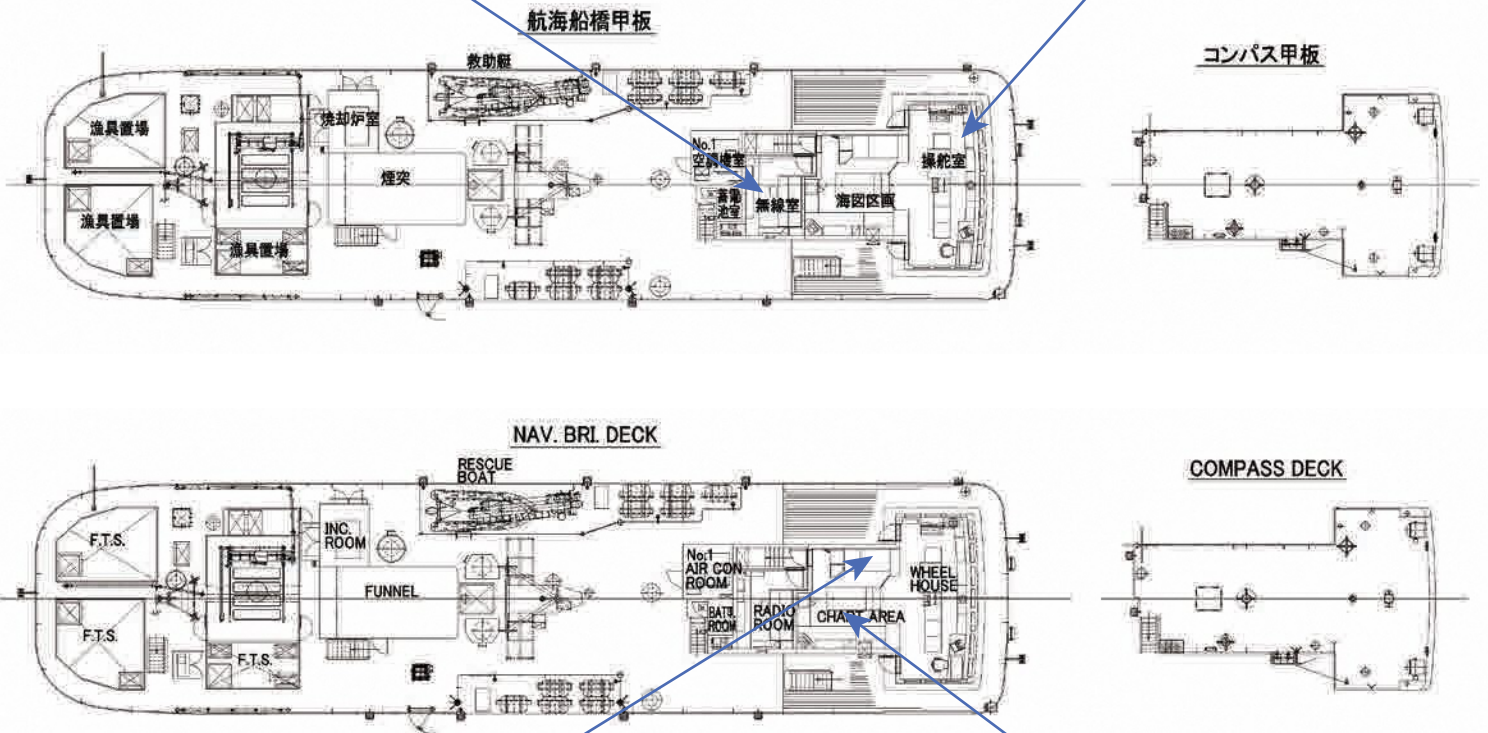 航海船橋甲板
コンパス甲板
救助艇
漁具置場
焼却炉室
煙突
No.1
空調機室
操舵室
蓄電
池室
無線室
海図区画
漁具置場
漁具置場
NAV. BRI. DECK
COMPASS DECK
RESCUE
BOAT
F.T.S.
INC.
ROOM
FUNNEL
No.1
AIR CON.
ROOM
WHEEL
HOUSE
BATT.
ROOM
RADIO
ROOM
CHART AREA
F.T.S.
F.T.S.